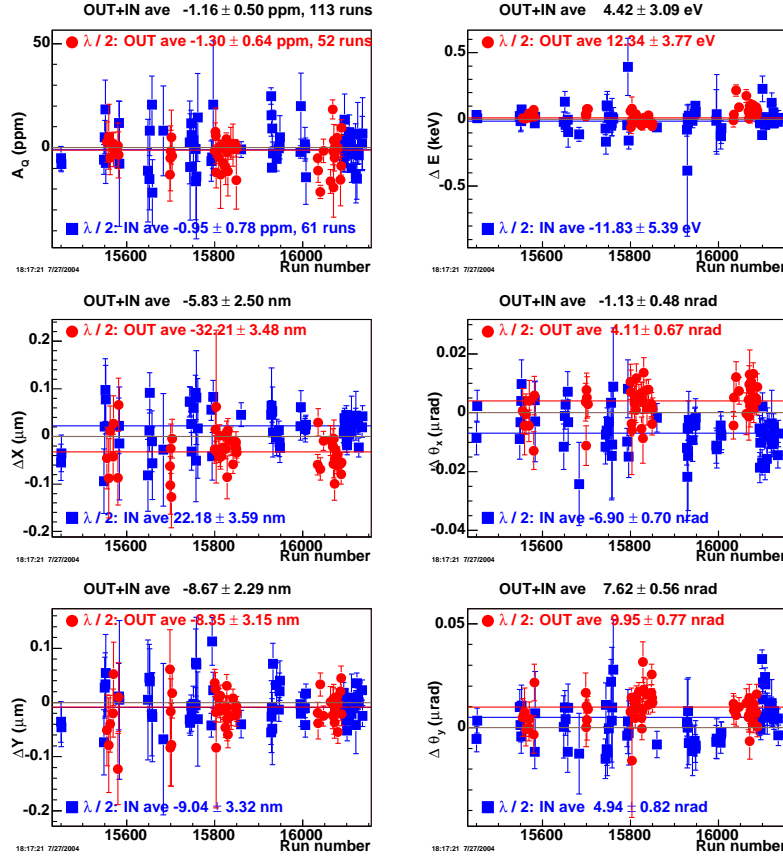 OUT+IN ave -1.16 ± 0.50 ppm, 113 runs
λ / 2: OUT ave -1.30 ± 0.64 ppm, 52 runs
A_Q (ppm)
50
0
-50
λ / 2: IN ave -0.95 ± 0.78 ppm, 61 runs
15600 15800 16000
Run number
18:17:21 7/27/2004
OUT+IN ave 4.42 ± 3.09 eV
λ / 2: OUT ave 12.34 ± 3.77 eV
Δ E (keV)
0.5
0
-0.5
λ / 2: IN ave -11.83 ± 5.39 eV
15600 15800 16000
Run number
18:17:21 7/27/2004
OUT+IN ave -5.83 ± 2.50 nm
λ / 2: OUT ave -32.21 ± 3.48 nm
ΔX (μm)
0.2
0.1
0
-0.1
-0.2
λ / 2: IN ave 22.18 ± 3.59 nm
15600 15800 16000
Run number
18:17:21 7/27/2004
OUT+IN ave -1.13 ± 0.48 nrad
λ / 2: OUT ave 4.11 ± 0.67 nrad
Δ θ_x (μrad)
0.02
0
-0.02
-0.04
λ / 2: IN ave -6.90 ± 0.70 nrad
15600 15800 16000
Run number
18:17:21 7/27/2004
OUT+IN ave -8.67 ± 2.29 nm
λ / 2: OUT ave -8.35 ± 3.15 nm
ΔY (μm)
0.1
0
-0.1
-0.2
λ / 2: IN ave -9.04 ± 3.32 nm
15600 15800 16000
Run number
18:17:21 7/27/2004
OUT+IN ave 7.62 ± 0.56 nrad
λ / 2: OUT ave 9.95 ± 0.77 nrad
Δ θ_y (μrad)
0.05
0
λ / 2: IN ave 4.94 ± 0.82 nrad
15600 15800 16000
Run number
18:17:21 7/27/2004